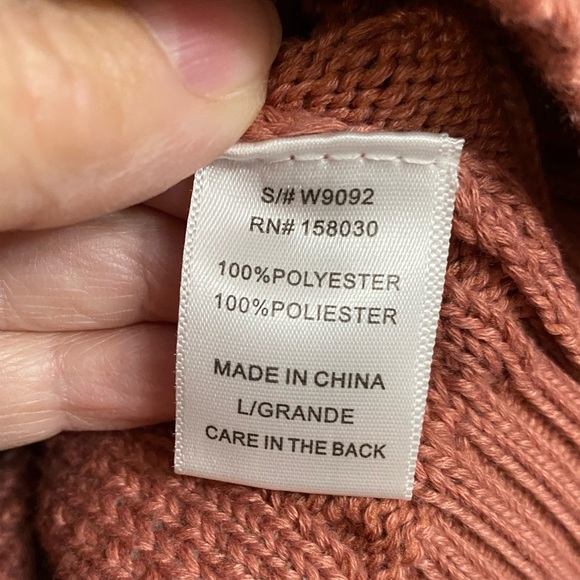 S/# W9092
RN# 158030
100%POLYESTER
100%POLIESTER
MADE IN CHINA
L/GRANDE
CARE IN THE BACK